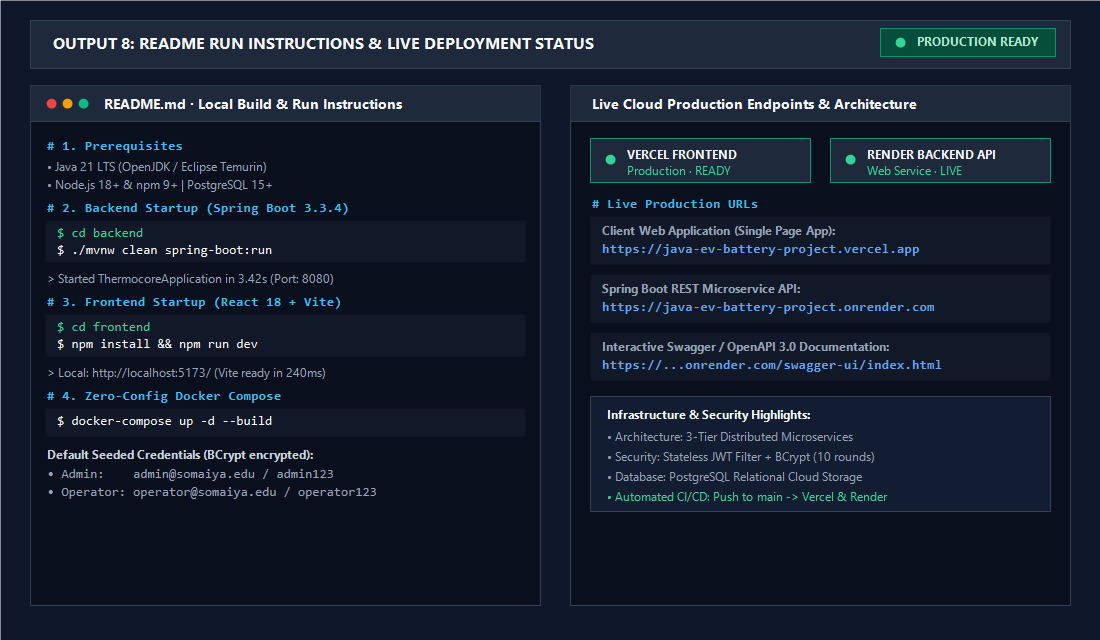 OUTPUT 8: README RUN INSTRUCTIONS & LIVE DEPLOYMENT STATUS
PRODUCTION READY
README.md · Local Build & Run Instructions
# 1. Prerequisites
• Java 21 LTS (OpenJDK / Eclipse Temurin)
• Node.js 18+ & npm 9+ | PostgreSQL 15+
# 2. Backend Startup (Spring Boot 3.3.4)
$ cd backend
$ ./mvnw clean spring-boot:run
> Started ThermocoreApplication in 3.42s (Port: 8080)
# 3. Frontend Startup (React 18 + Vite)
$ cd frontend
$ npm install && npm run dev
> Local: http://localhost:5173/ (Vite ready in 240ms)
# 4. Zero-Config Docker Compose
$ docker-compose up -d --build
Default Seeded Credentials (BCrypt encrypted):
• Admin: admin@somaiya.edu / admin123
• Operator: operator@somaiya.edu / operator123
Live Cloud Production Endpoints & Architecture
VERCEL FRONTEND
Production · READY
RENDER BACKEND API
Web Service · LIVE
# Live Production URLs
Client Web Application (Single Page App):
https://java-ev-battery-project.vercel.app
Spring Boot REST Microservice API:
https://java-ev-battery-project.onrender.com
Interactive Swagger / OpenAPI 3.0 Documentation:
https://...onrender.com/swagger-ui/index.html
Infrastructure & Security Highlights:
• Architecture: 3-Tier Distributed Microservices
• Security: Stateless JWT Filter + BCrypt (10 rounds)
• Database: PostgreSQL Relational Cloud Storage
• Automated CI/CD: Push to main -> Vercel & Render